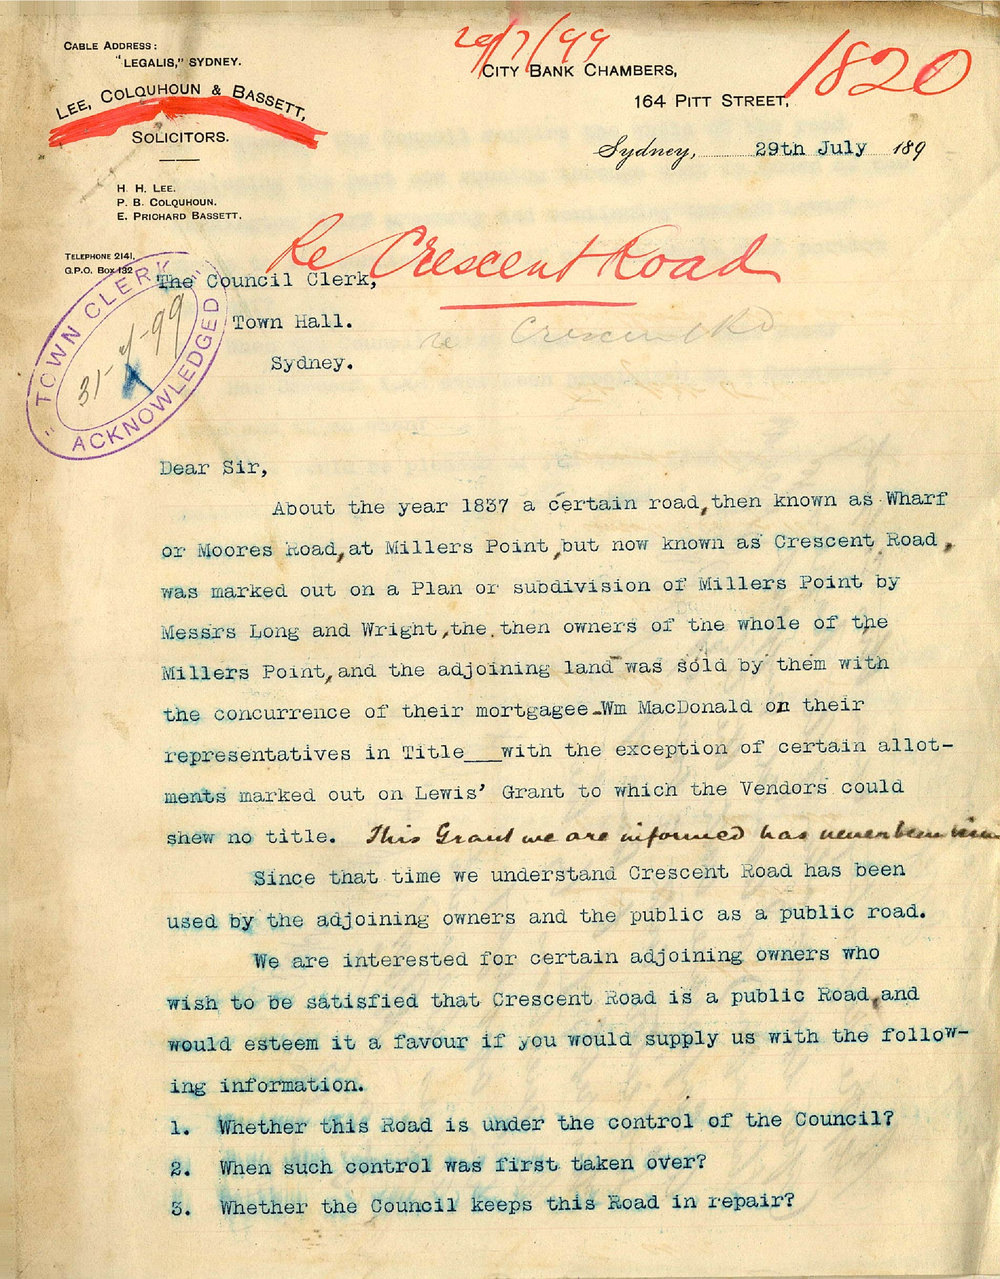 29/7/99
1820
CABLE ADDRESS:
"LEGALIS," SYDNEY.
LEE, COLQUHOUN & BASSETT,
SOLICITORS.
H. H. LEE.
P. B. COLQUHOUN.
E. PRICHARD BASSETT.
TELEPHONE 2141.
G.P.O. Box 132
CITY BANK CHAMBERS,
164 PITT STREET,
Sydney, 29th July 189
Re Crescent Road
"TOWN CLERK"
31-7-99
ACKNOWLEDGED
The Council Clerk,
Town Hall.
re Crescent Rd
Sydney.
Dear Sir,
About the year 1837 a certain road, then known as Wharf
or Moores Road, at Millers Point, but now known as Crescent Road,
was marked out on a Plan or subdivision of Millers Point by
Messrs Long and Wright, the then owners of the whole of the
Millers Point, and the adjoining land was sold by them with
the concurrence of their mortgagee-Wm MacDonald on their
representatives in Title___with the exception of certain allot-
ments marked out on Lewis' Grant to which the Vendors could
shew no title. This Grant we are informed has never been
Since that time we understand Crescent Road has been
used by the adjoining owners and the public as a public road.
We are interested for certain adjoining owners who
wish to be satisfied that Crescent Road is a public Road, and
would esteem it a favour if you would supply us with the follow-
ing information.
1. Whether this Road is under the control of the Council?
2. When such control was first taken over?
3. Whether the Council keeps this Road in repair?